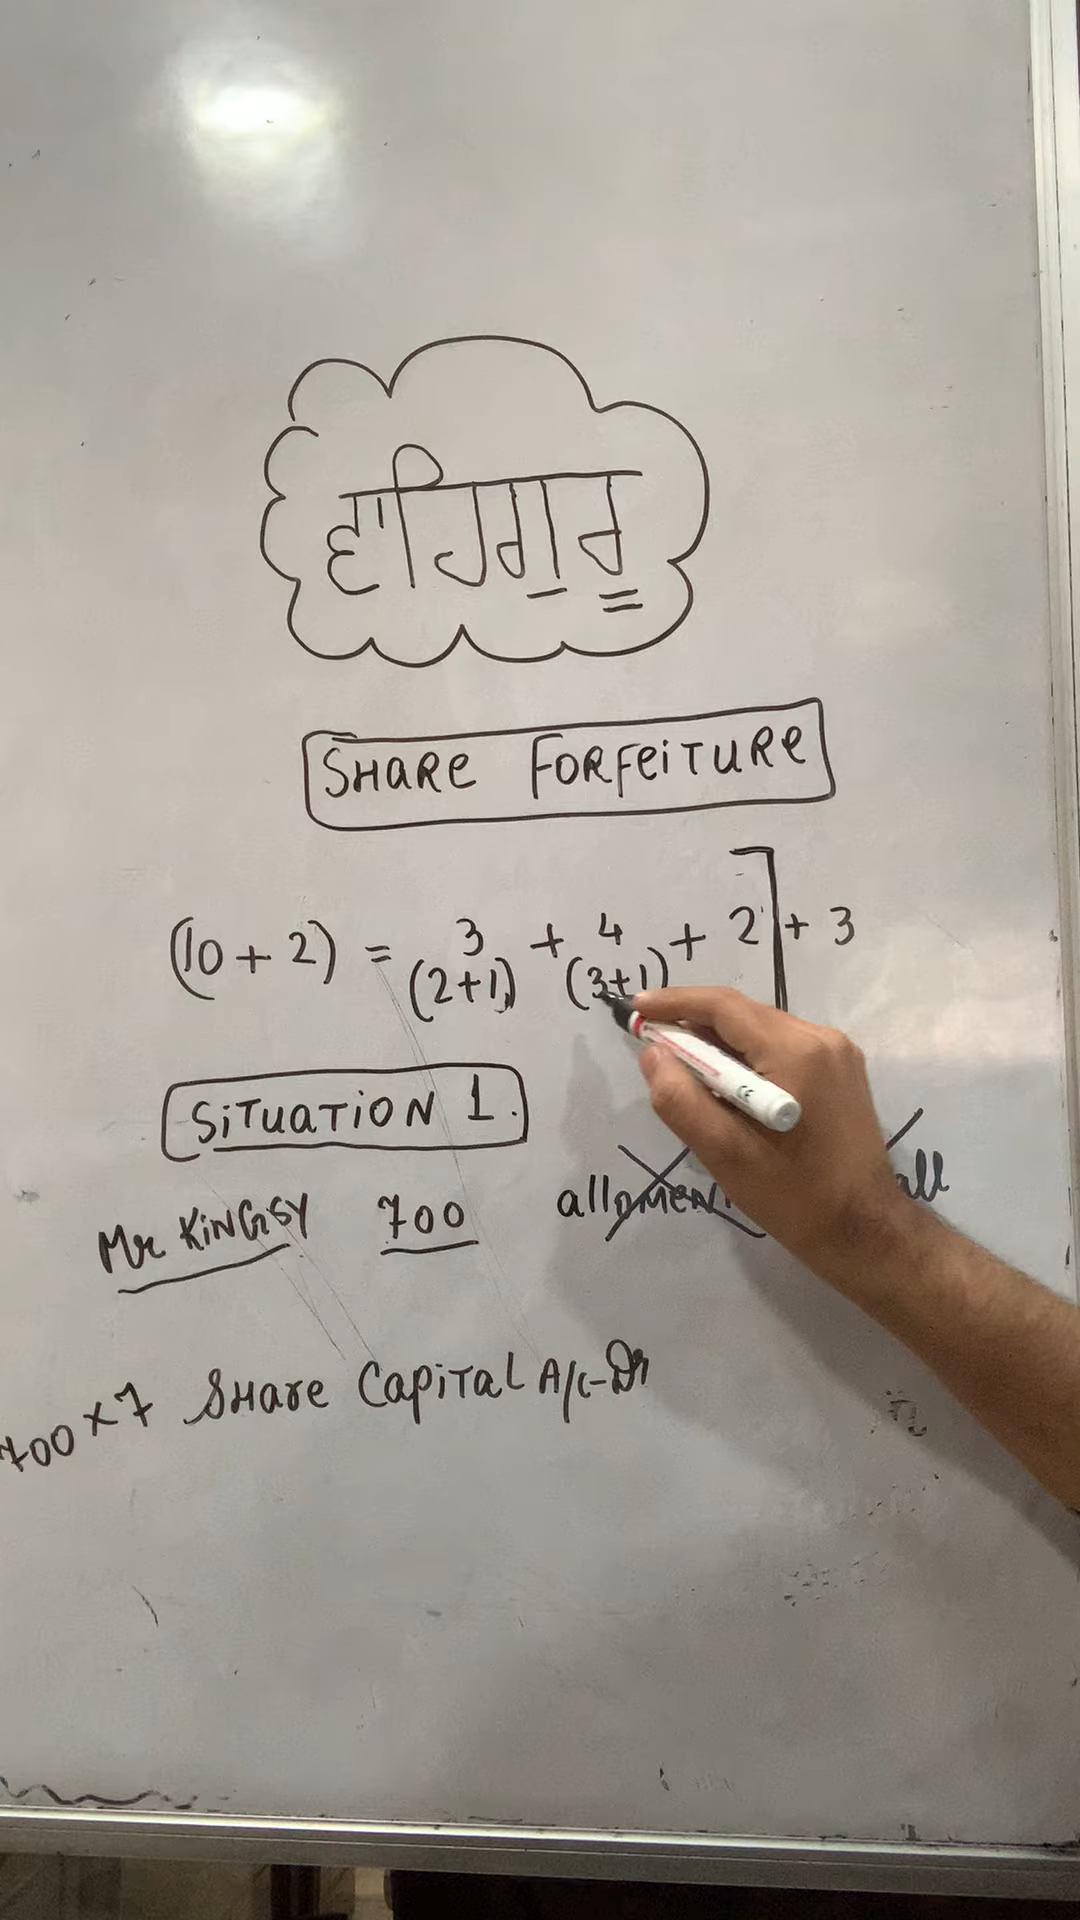 ਵਾਹਿਗੁਰੂ
SHARE FORFEITURE
(10 + 2) = 3 + 4 + 2] + 3
(2+1) (3+1)
SITUATION 1.
Mr KINGSY 700 allotment all
700 x 7 Share Capital A/c-Dr